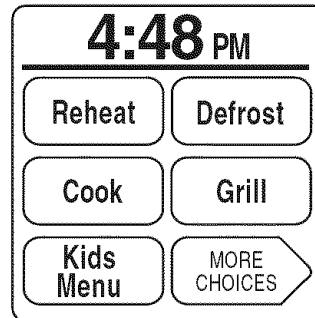 4:48 PM
Reheat
Defrost
Cook
Grill
Kids
Menu
MORE
CHOICES